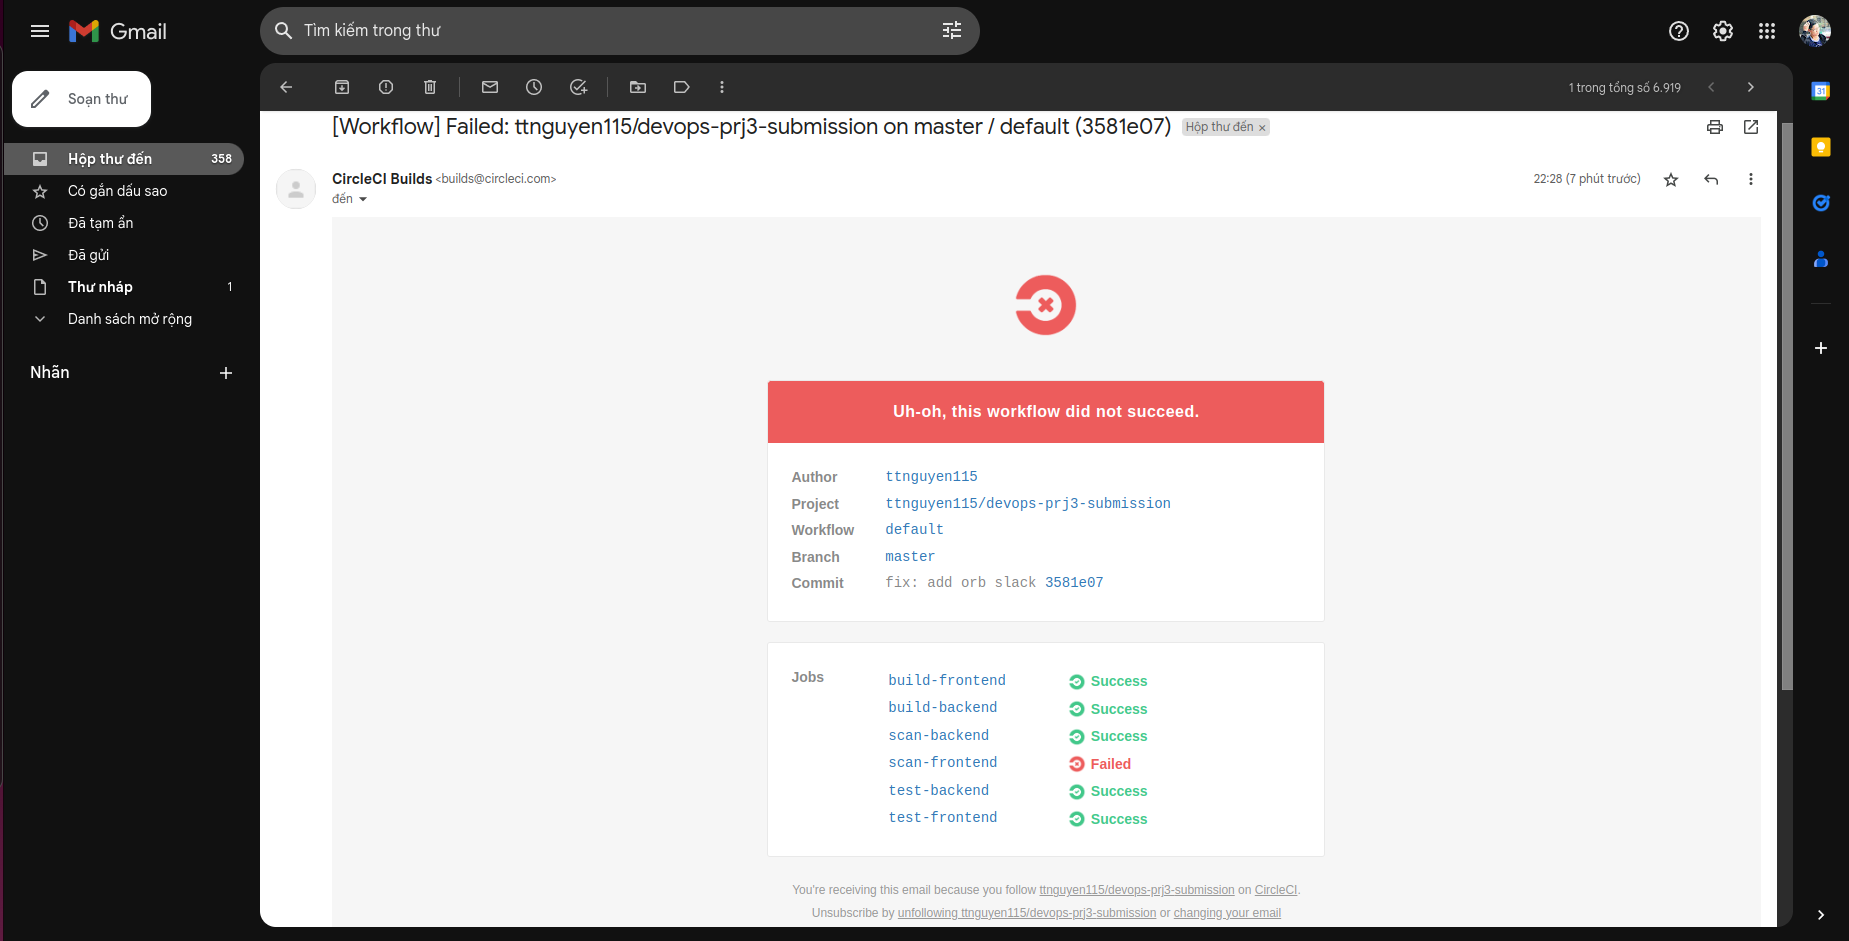 Gmail
Tìm kiếm trong thư
Soạn thư
Hộp thư đến 358
Có gắn dấu sao
Đã tạm ẩn
Đã gửi
Thư nháp 1
Danh sách mở rộng
Nhãn
1 trong tổng số 6.919
[Workflow] Failed: ttnguyen115/devops-prj3-submission on master / default (3581e07) Hộp thư đến ×
CircleCI Builds <builds@circleci.com> 22:28 (7 phút trước)
đến
Uh-oh, this workflow did not succeed.
Author ttnguyen115
Project ttnguyen115/devops-prj3-submission
Workflow default
Branch master
Commit fix: add orb slack 3581e07
Jobs build-frontend Success
build-backend Success
scan-backend Success
scan-frontend Failed
test-backend Success
test-frontend Success
You're receiving this email because you follow ttnguyen115/devops-prj3-submission on CircleCI.
Unsubscribe by unfollowing ttnguyen115/devops-prj3-submission or changing your email
31